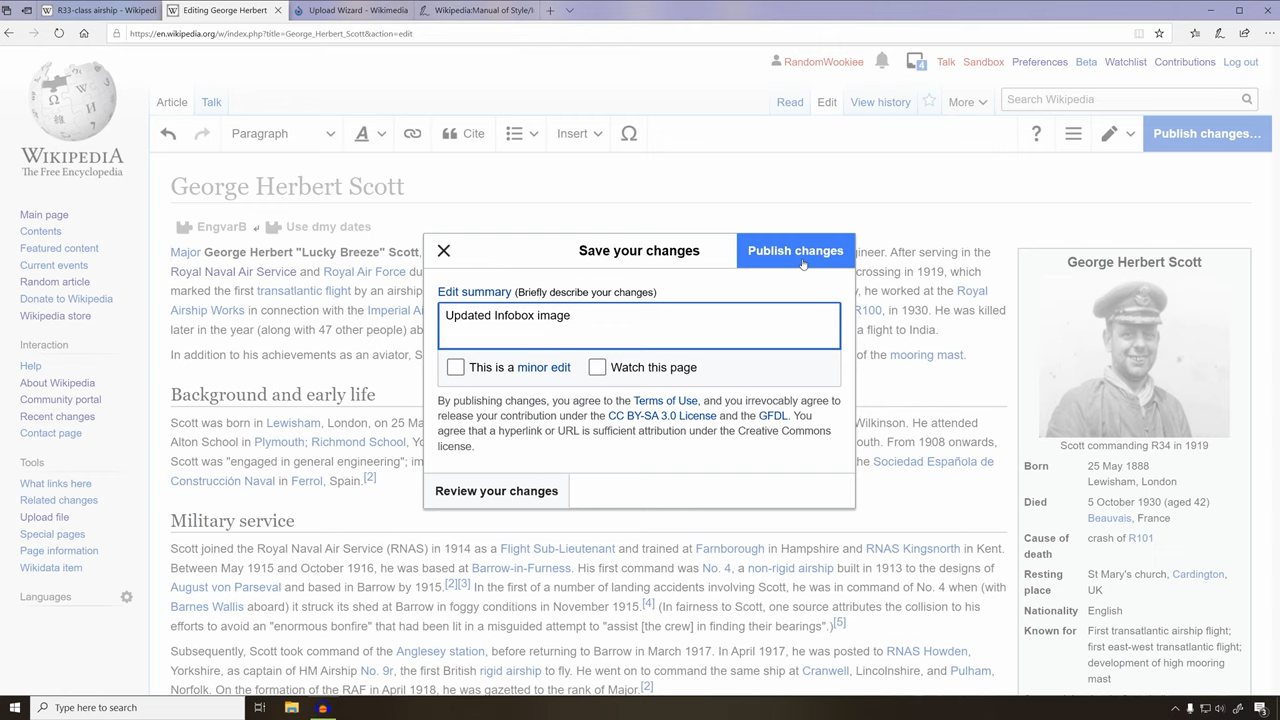 R33-class airship - Wikipedi
Editing George Herbert
Upload Wizard - Wikimedia
Wikipedia:Manual of Style/I
https://en.wikipedia.org/w/index.php?title=George_Herbert_Scott&action=edit
RandomWookiee
4
Talk
Sandbox
Preferences
Beta
Watchlist
Contributions
Log out
Article
Talk
Read
Edit
View history
More
Search Wikipedia
Paragraph
A
Cite
Insert
Ω
?
Publish changes...
WIKIPEDIA
The Free Encyclopedia
Main page
Contents
Featured content
Current events
Random article
Donate to Wikipedia
Wikipedia store
Interaction
Help
About Wikipedia
Community portal
Recent changes
Contact page
Tools
What links here
Related changes
Upload file
Special pages
Page information
Wikidata item
Languages
George Herbert Scott
EngvarB
Use dmy dates
Major George Herbert "Lucky Breeze" Scott,
gineer. After serving in the
Royal Naval Air Service and Royal Air Force du
crossing in 1919, which
marked the first transatlantic flight by an airship
, he worked at the Royal
Airship Works in connection with the Imperial Ai
R100, in 1930. He was killed
later in the year (along with 47 other people) ab
a flight to India.
In addition to his achievements as an aviator, S
of the mooring mast.
Background and early life
Scott was born in Lewisham, London, on 25 Ma
Wilkinson. He attended
Alton School in Plymouth; Richmond School, Yo
outh. From 1908 onwards,
Scott was "engaged in general engineering"; im
the Sociedad Española de
Construcción Naval in Ferrol, Spain.[2]
Military service
Scott joined the Royal Naval Air Service (RNAS) in 1914 as a Flight Sub-Lieutenant and trained at Farnborough in Hampshire and RNAS Kingsnorth in Kent.
Between May 1915 and October 1916, he was based at Barrow-in-Furness. His first command was No. 4, a non-rigid airship built in 1913 to the designs of
August von Parseval and based in Barrow by 1915.[2][3] In the first of a number of landing accidents involving Scott, he was in command of No. 4 when (with
Barnes Wallis aboard) it struck its shed at Barrow in foggy conditions in November 1915.[4] (In fairness to Scott, one source attributes the collision to his
efforts to avoid an "enormous bonfire" that had been lit in a misguided attempt to "assist [the crew] in finding their bearings".)[5]
Subsequently, Scott took command of the Anglesey station, before returning to Barrow in March 1917. In April 1917, he was posted to RNAS Howden,
Yorkshire, as captain of HM Airship No. 9r, the first British rigid airship to fly. He went on to command the same ship at Cranwell, Lincolnshire, and Pulham,
Norfolk. On the formation of the RAF in April 1918, he was gazetted to the rank of Major.[2]
Save your changes
Publish changes
Edit summary (Briefly describe your changes)
Updated Infobox image
This is a minor edit
Watch this page
By publishing changes, you agree to the Terms of Use, and you irrevocably agree to
release your contribution under the CC BY-SA 3.0 License and the GFDL. You
agree that a hyperlink or URL is sufficient attribution under the Creative Commons
license.
Review your changes
George Herbert Scott
Scott commanding R34 in 1919
Born
25 May 1888
Lewisham, London
Died
5 October 1930 (aged 42)
Beauvais, France
Cause of
death
crash of R101
Resting
place
St Mary's church, Cardington,
UK
Nationality
English
Known for
First transatlantic airship flight;
first east-west transatlantic flight;
development of high mooring
mast
Type here to search
3